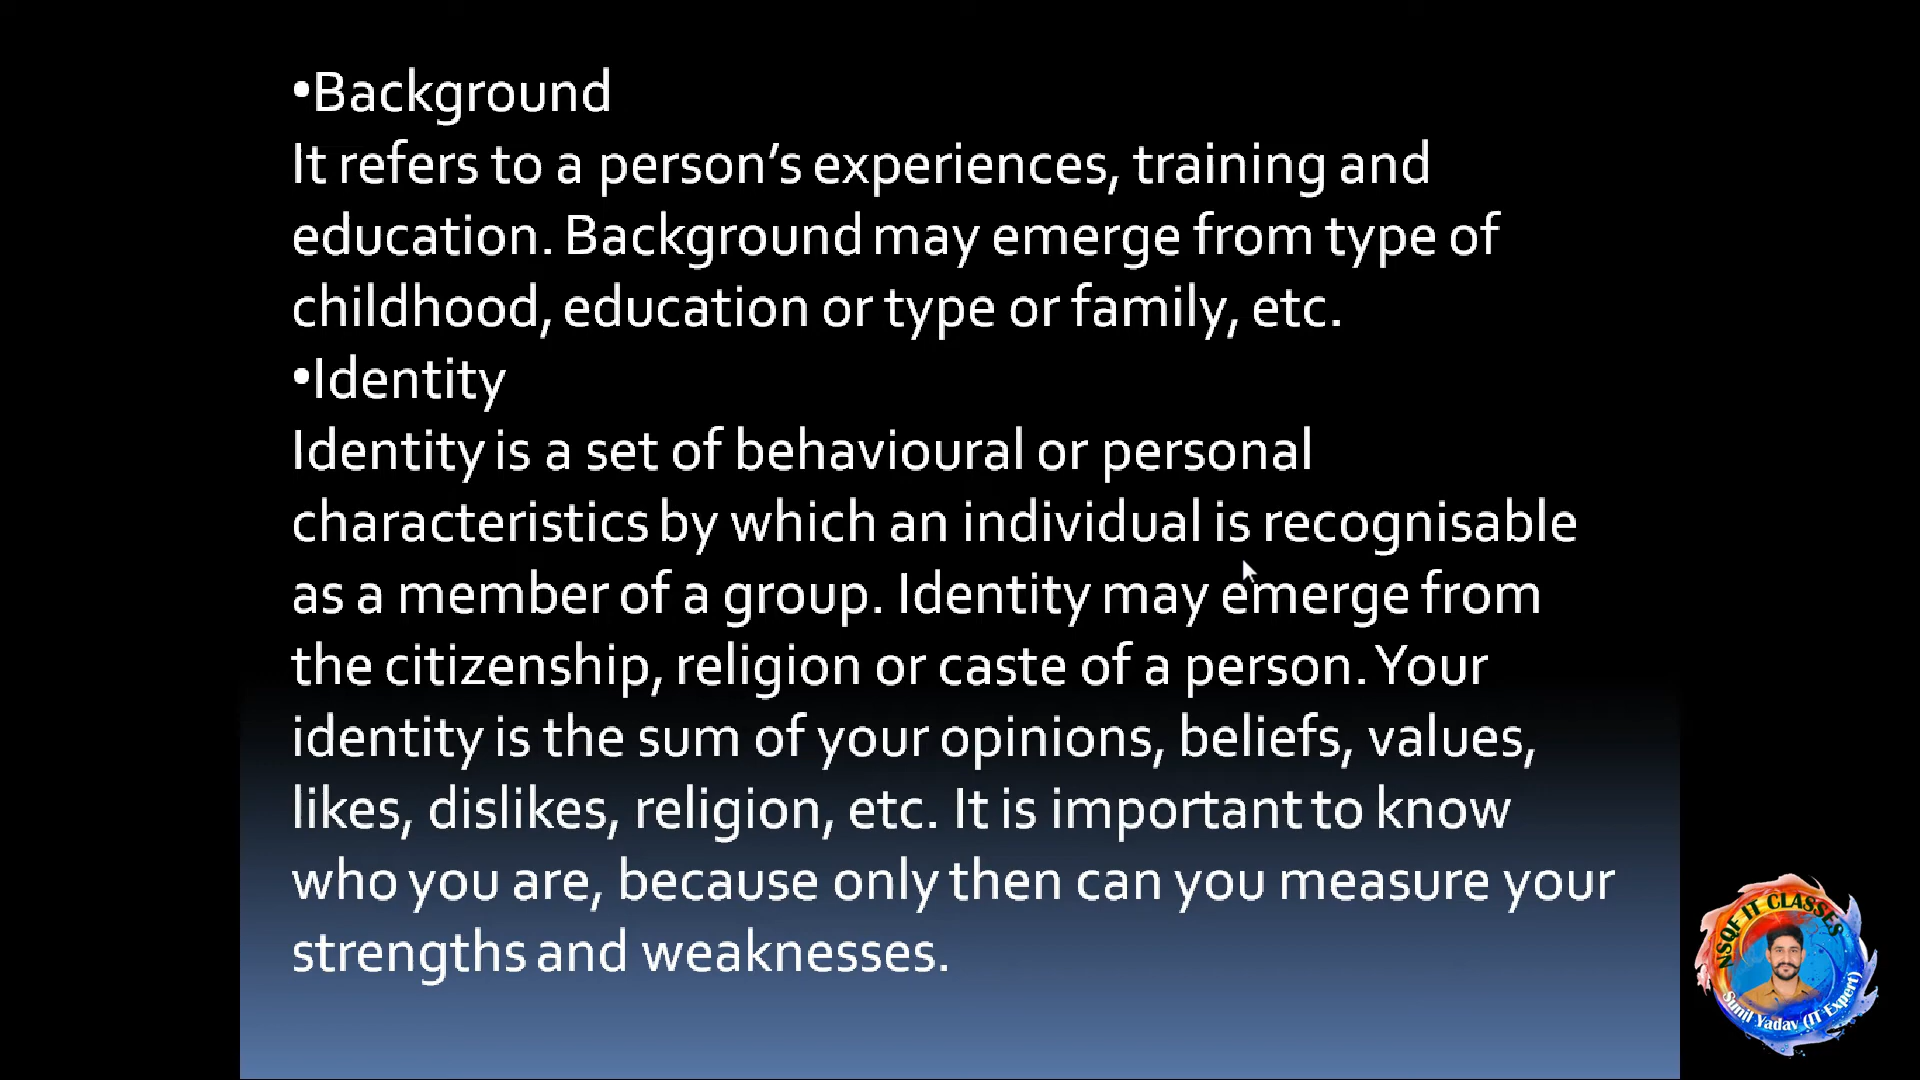 •Background
It refers to a person’s experiences, training and
education. Background may emerge from type of
childhood, education or type or family, etc.
•Identity
Identity is a set of behavioural or personal
characteristics by which an individual is recognisable
as a member of a group. Identity may emerge from
the citizenship, religion or caste of a person. Your
identity is the sum of your opinions, beliefs, values,
likes, dislikes, religion, etc. It is important to know
who you are, because only then can you measure your
strengths and weaknesses.
NSQF IT CLASSES
Sunil Yadav (IT Expert)